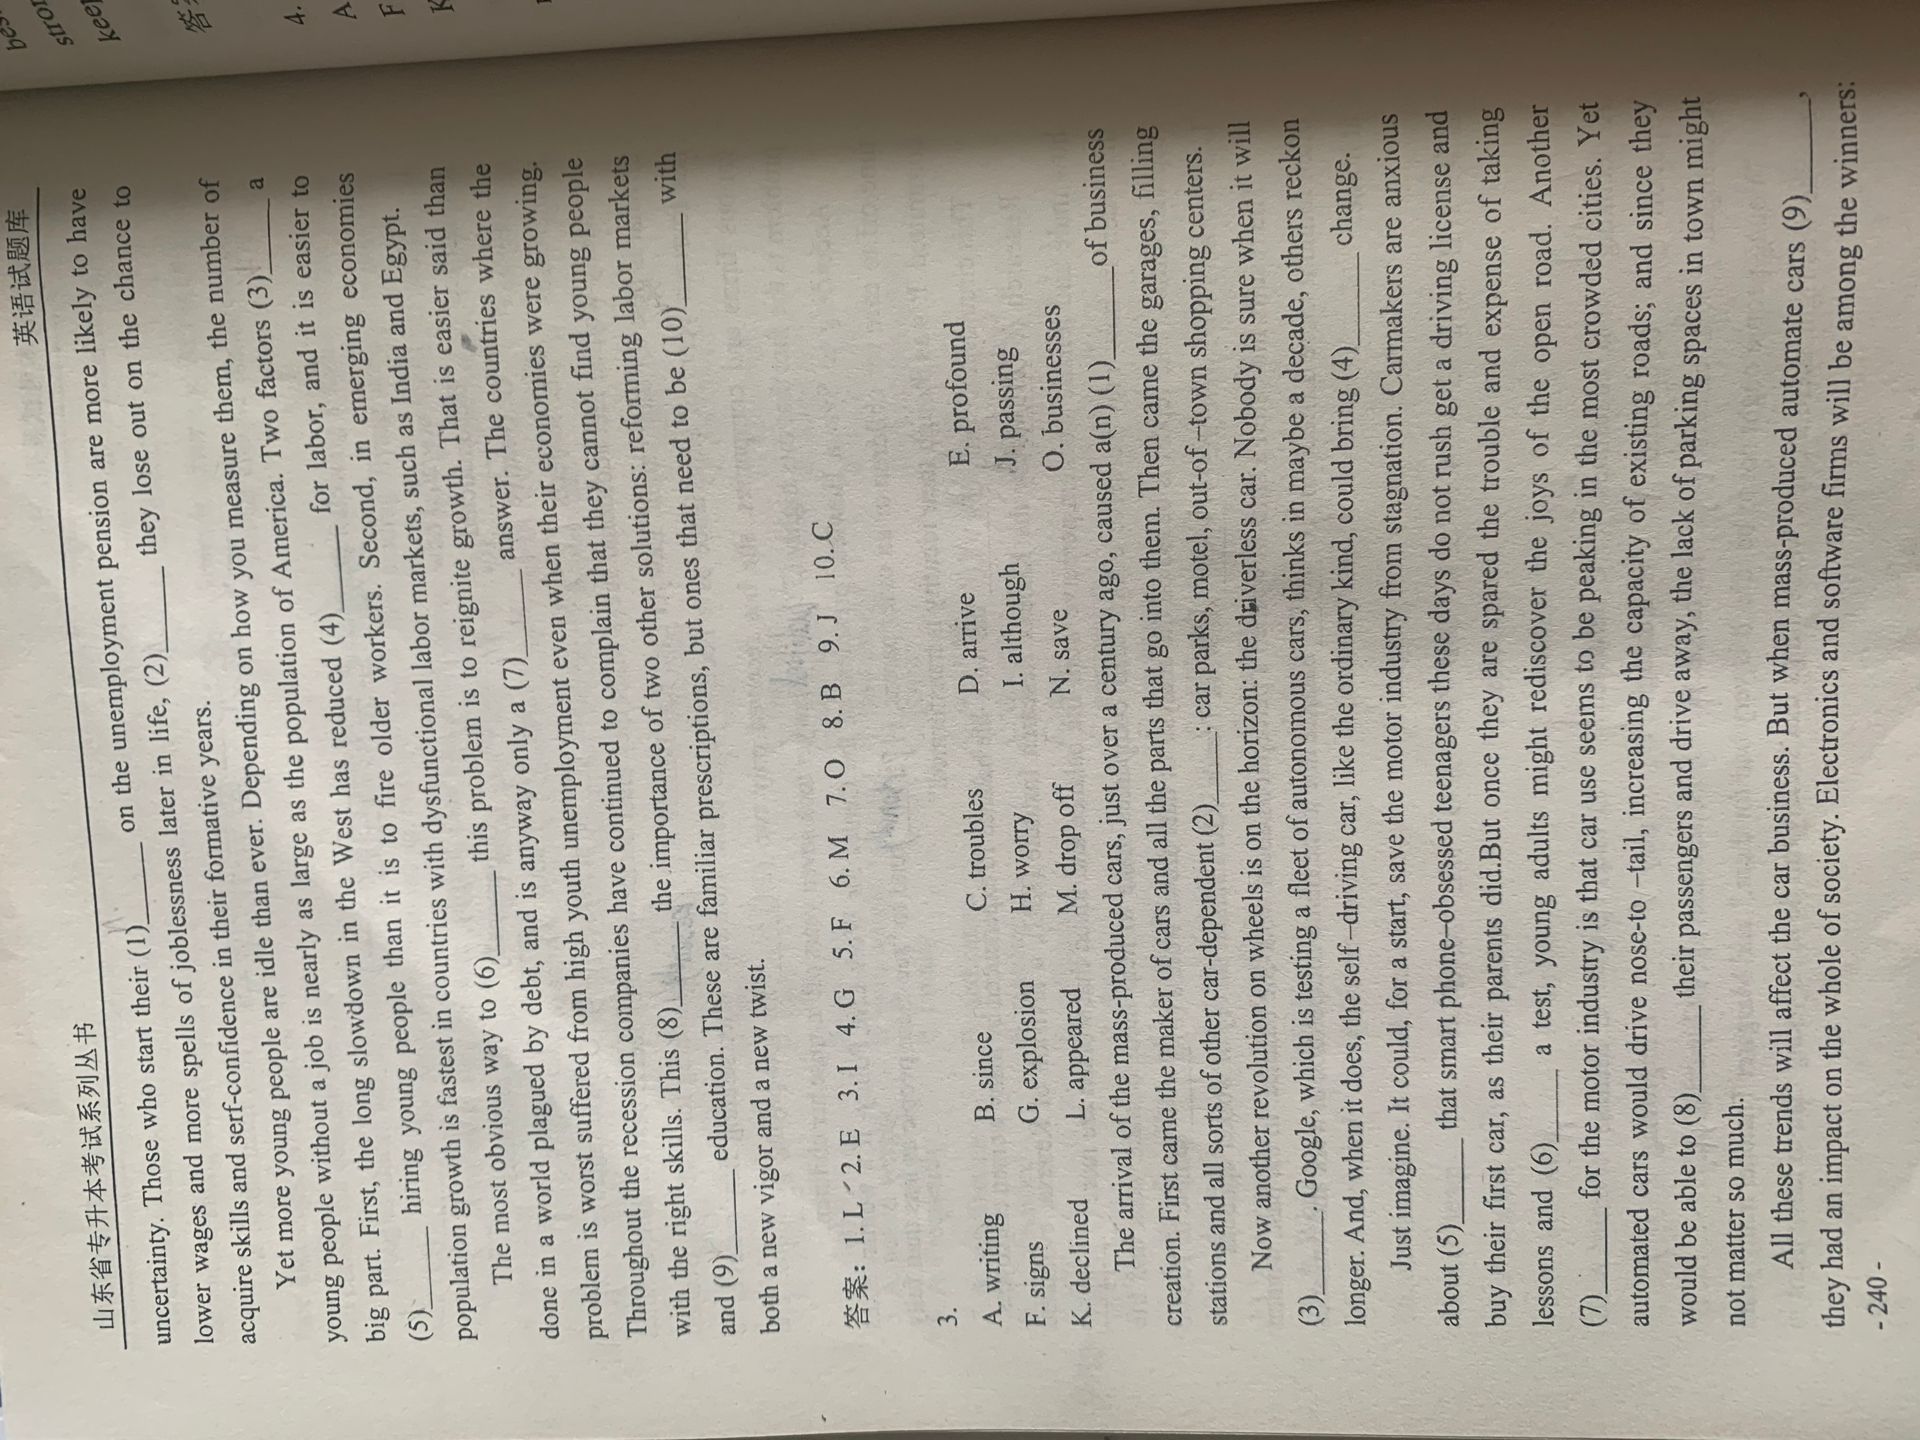 山东省专升本考试系列丛书
英语试题库
uncertainty. Those who start their (1)______ on the unemployment pension are more likely to have
lower wages and more spells of joblessness later in life, (2)______ they lose out on the chance to
acquire skills and serf-confidence in their formative years.
Yet more young people are idle than ever. Depending on how you measure them, the number of
young people without a job is nearly as large as the population of America. Two factors (3)______ a
big part. First, the long slowdown in the West has reduced (4)______ for labor, and it is easier to
(5)______ hiring young people than it is to fire older workers. Second, in emerging economies
population growth is fastest in countries with dysfunctional labor markets, such as India and Egypt.
The most obvious way to (6)______ this problem is to reignite growth. That is easier said than
done in a world plagued by debt, and is anyway only a (7)______ answer. The countries where the
problem is worst suffered from high youth unemployment even when their economies were growing.
Throughout the recession companies have continued to complain that they cannot find young people
with the right skills. This (8)______ the importance of two other solutions: reforming labor markets
and (9)______ education. These are familiar prescriptions, but ones that need to be (10)______ with
both a new vigor and a new twist.
答案：1. L 2. E 3. I 4. G 5. F 6. M 7. O 8. B 9. J 10. C
3.
A. writing B. since C. troubles D. arrive E. profound
F. signs G. explosion H. worry I. although J. passing
K. declined L. appeared M. drop off N. save O. businesses
The arrival of the mass-produced cars, just over a century ago, caused a(n) (1)______of business
creation. First came the maker of cars and all the parts that go into them. Then came the garages, filling
stations and all sorts of other car-dependent (2)_____: car parks, motel, out-of –town shopping centers.
Now another revolution on wheels is on the horizon: the driverless car. Nobody is sure when it will
(3)______. Google, which is testing a fleet of autonomous cars, thinks in maybe a decade, others reckon
longer. And, when it does, the self –driving car, like the ordinary kind, could bring (4)______ change.
Just imagine. It could, for a start, save the motor industry from stagnation. Carmakers are anxious
about (5)______ that smart phone–obsessed teenagers these days do not rush get a driving license and
buy their first car, as their parents did.But once they are spared the trouble and expense of taking
lessons and (6)_____ a test, young adults might rediscover the joys of the open road. Another
(7)______ for the motor industry is that car use seems to be peaking in the most crowded cities. Yet
automated cars would drive nose-to –tail, increasing the capacity of existing roads; and since they
would be able to (8)______ their passengers and drive away, the lack of parking spaces in town might
not matter so much.
All these trends will affect the car business. But when mass-produced automate cars (9)______,
they had an impact on the whole of society. Electronics and software firms will be among the winners:
- 240 -
stron
keep
4.
A
F
K